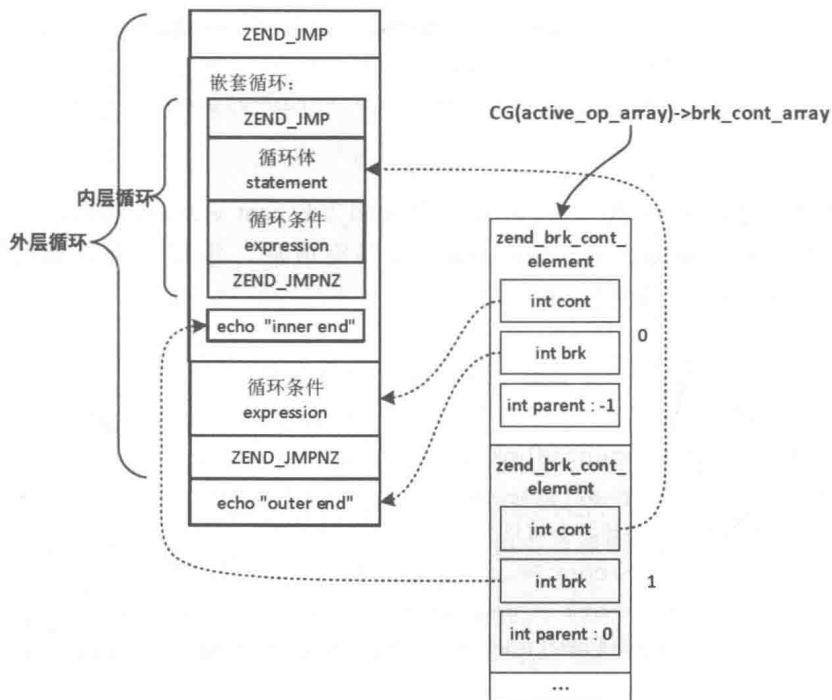 ZEND_JMP
嵌套循环:
ZEND_JMP
循环体
statement
循环条件
expression
ZEND_JMPNZ
echo "inner end"
循环条件
expression
ZEND_JMPNZ
echo "outer end"
内层循环
外层循环
CG(active_op_array)->brk_cont_array
zend_brk_cont_
element
int cont
int brk
int parent : -1
0
zend_brk_cont_
element
int cont
int brk
int parent : 0
1
...